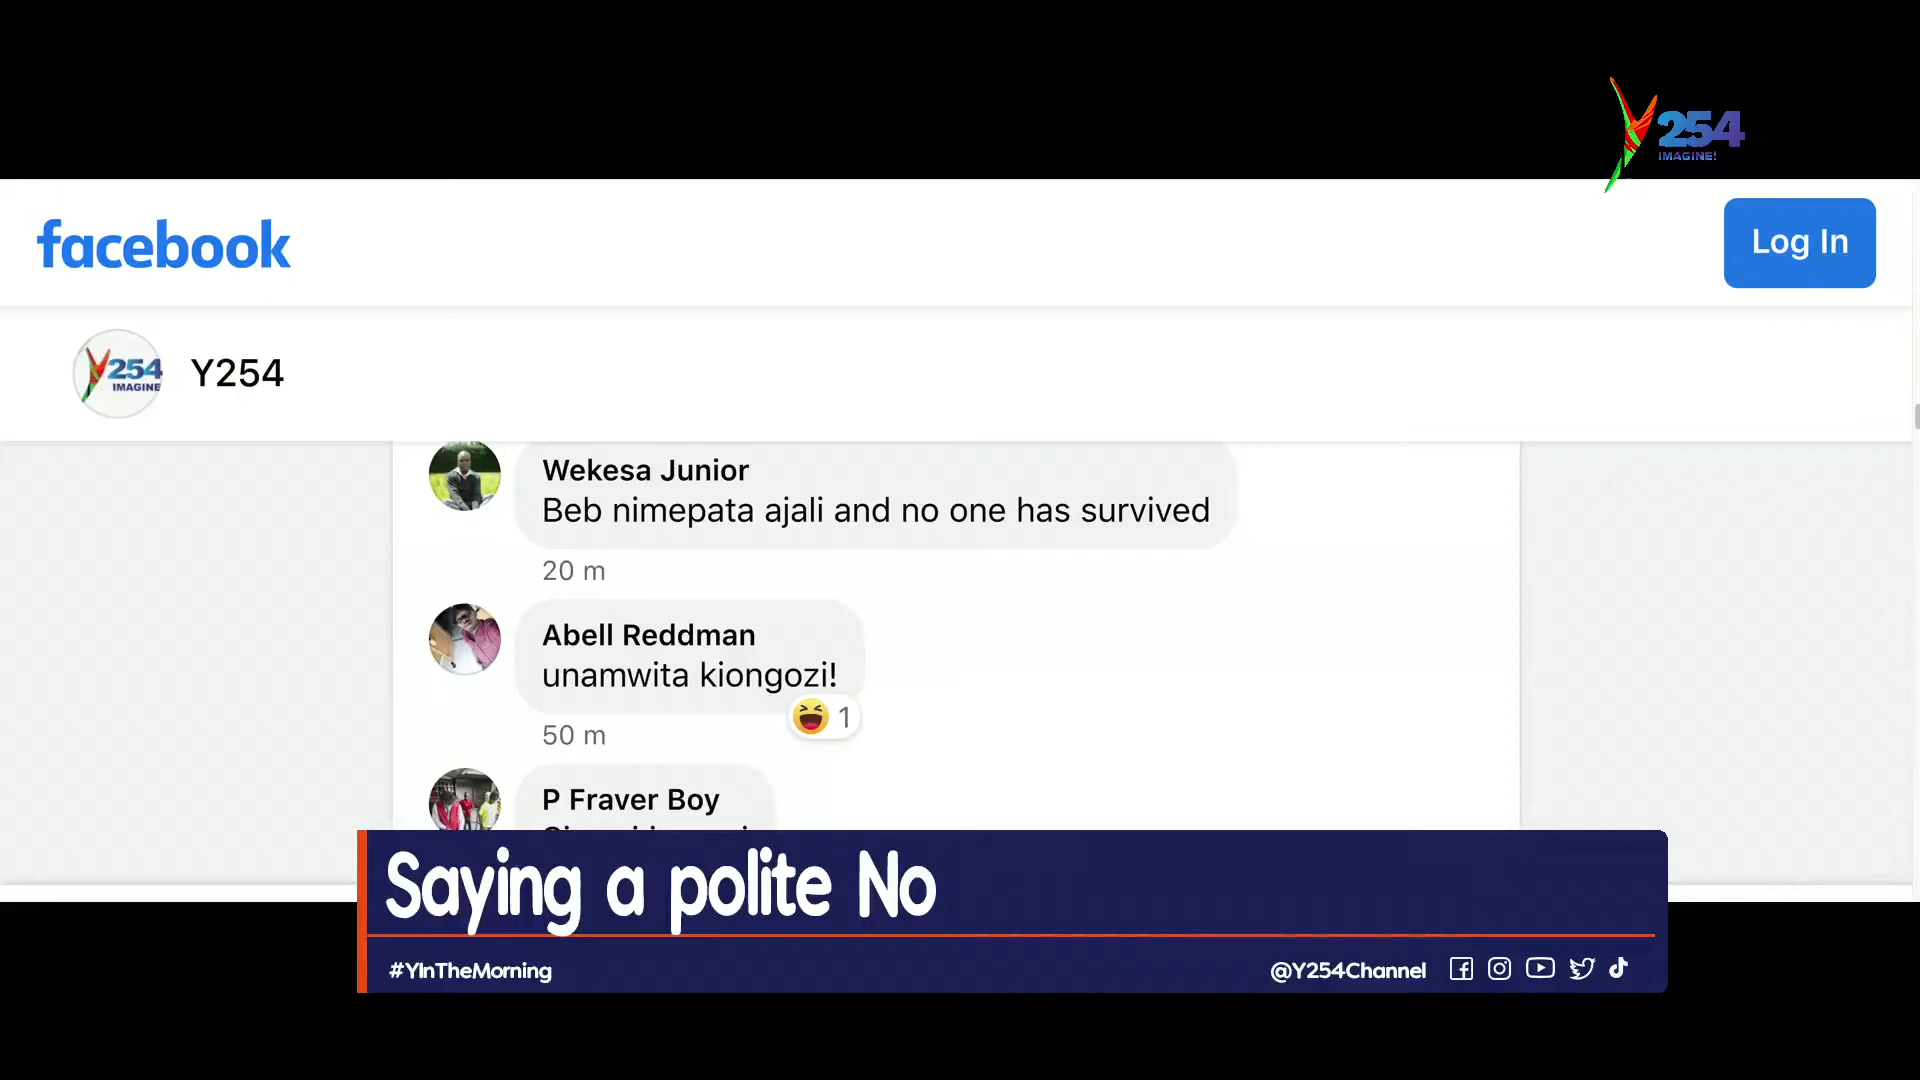 254
IMAGINE!
facebook
Log In
254
IMAGINE
Y254
Wekesa Junior
Beb nimepata ajali and no one has survived
20 m
Abell Reddman
unamwita kiongozi!
1
50 m
P Fraver Boy
Saying a polite No
#YInTheMorning
@Y254Channel